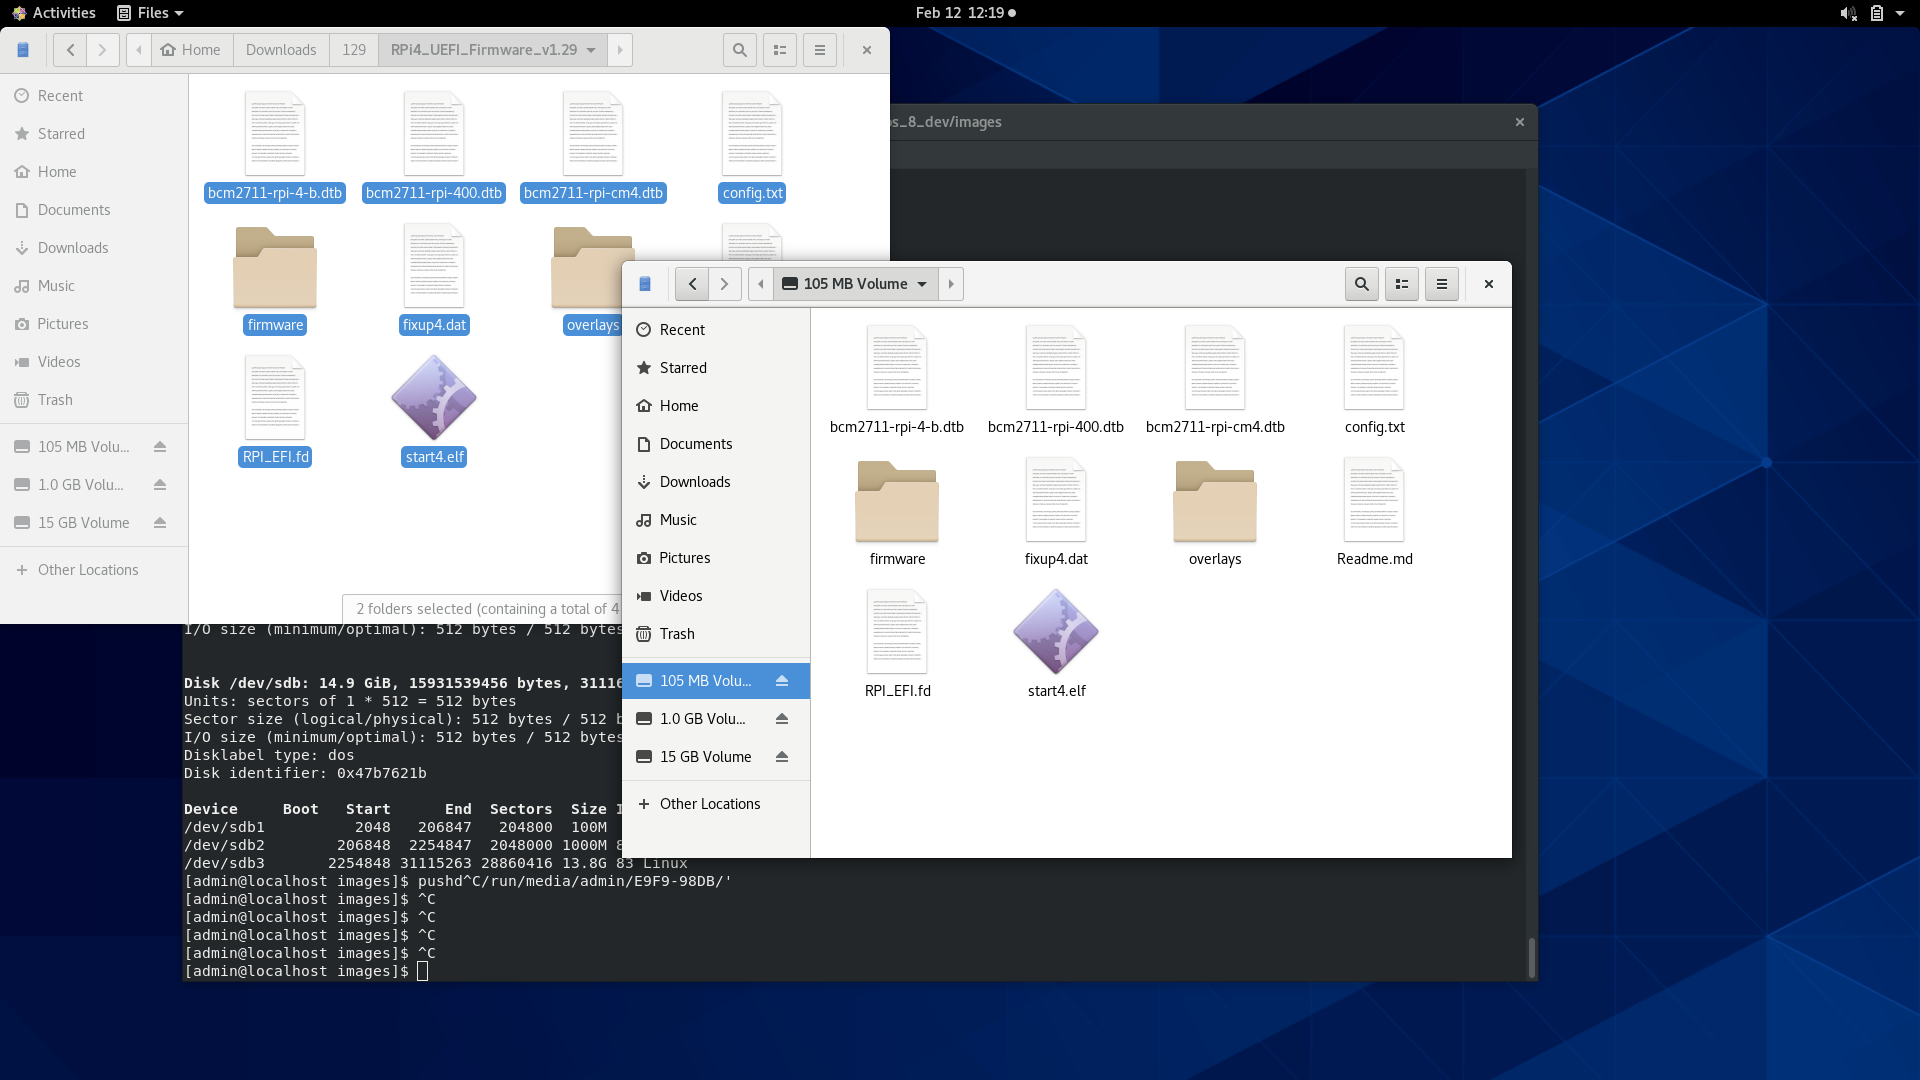 Activities
Files
Feb 12 12:19
Home
Downloads
129
RPi4_UEFI_Firmware_v1.29
Recent
Starred
Home
Documents
Downloads
Music
Pictures
Videos
Trash
105 MB Volu...
1.0 GB Volu...
15 GB Volume
Other Locations
bcm2711-rpi-4-b.dtb
bcm2711-rpi-400.dtb
bcm2711-rpi-cm4.dtb
config.txt
firmware
fixup4.dat
overlays
RPI_EFI.fd
start4.elf
2 folders selected (containing a total of 4
os_8_dev/images
105 MB Volume
Recent
Starred
Home
Documents
Downloads
Music
Pictures
Videos
Trash
105 MB Volu...
1.0 GB Volu...
15 GB Volume
Other Locations
bcm2711-rpi-4-b.dtb
bcm2711-rpi-400.dtb
bcm2711-rpi-cm4.dtb
config.txt
firmware
fixup4.dat
overlays
Readme.md
RPI_EFI.fd
start4.elf
I/O size (minimum/optimal): 512 bytes / 512 bytes
Disk /dev/sdb: 14.9 GiB, 15931539456 bytes, 31116
Units: sectors of 1 * 512 = 512 bytes
Sector size (logical/physical): 512 bytes / 512 b
I/O size (minimum/optimal): 512 bytes / 512 bytes
Disklabel type: dos
Disk identifier: 0x47b7621b
Device     Boot   Start      End  Sectors  Size I
/dev/sdb1          2048   206847   204800  100M
/dev/sdb2        206848  2254847  2048000 1000M 8
/dev/sdb3       2254848 31115263 28860416 13.8G 83 Linux
[admin@localhost images]$ pushd^C/run/media/admin/E9F9-98DB/'
[admin@localhost images]$ ^C
[admin@localhost images]$ ^C
[admin@localhost images]$ ^C
[admin@localhost images]$ ^C
[admin@localhost images]$